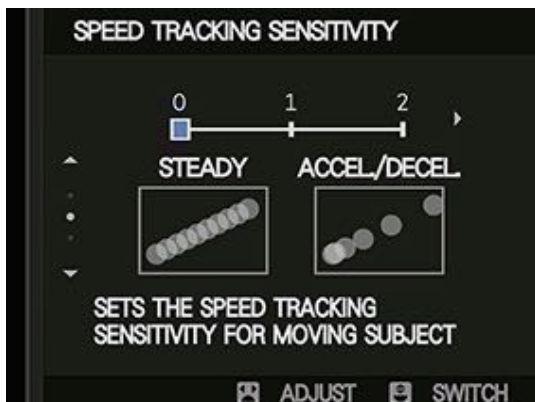 SPEED TRACKING SENSITIVITY
0 1 2
STEADY ACCEL./DECEL.
SETS THE SPEED TRACKING
SENSITIVITY FOR MOVING SUBJECT
ADJUST SWITCH